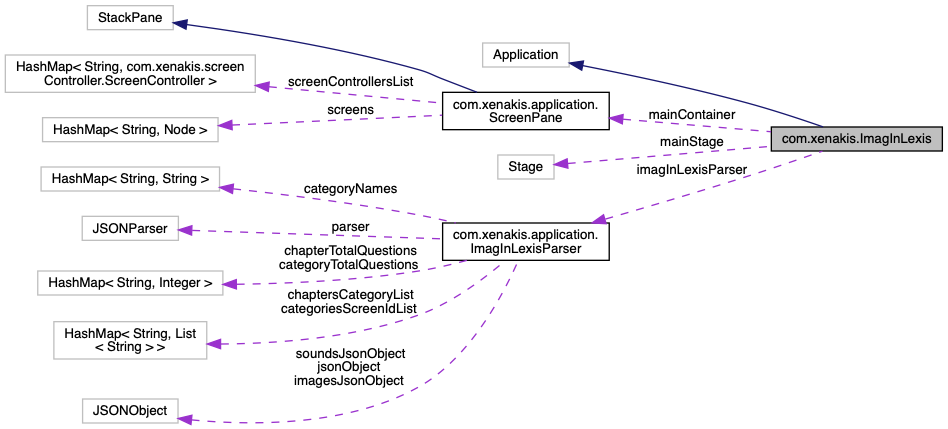 StackPane
Application
HashMap< String, com.xenakis.screen
Controller.ScreenController >
screenControllersList
com.xenakis.application.
ScreenPane
screens
HashMap< String, Node >
mainContainer
com.xenakis.ImagInLexis
mainStage
Stage
imagInLexisParser
HashMap< String, String >
categoryNames
JSONParser
parser
com.xenakis.application.
ImagInLexisParser
chapterTotalQuestions
categoryTotalQuestions
HashMap< String, Integer >
chaptersCategoryList
categoriesScreenIdList
HashMap< String, List
< String > >
soundsJsonObject
jsonObject
imagesJsonObject
JSONObject